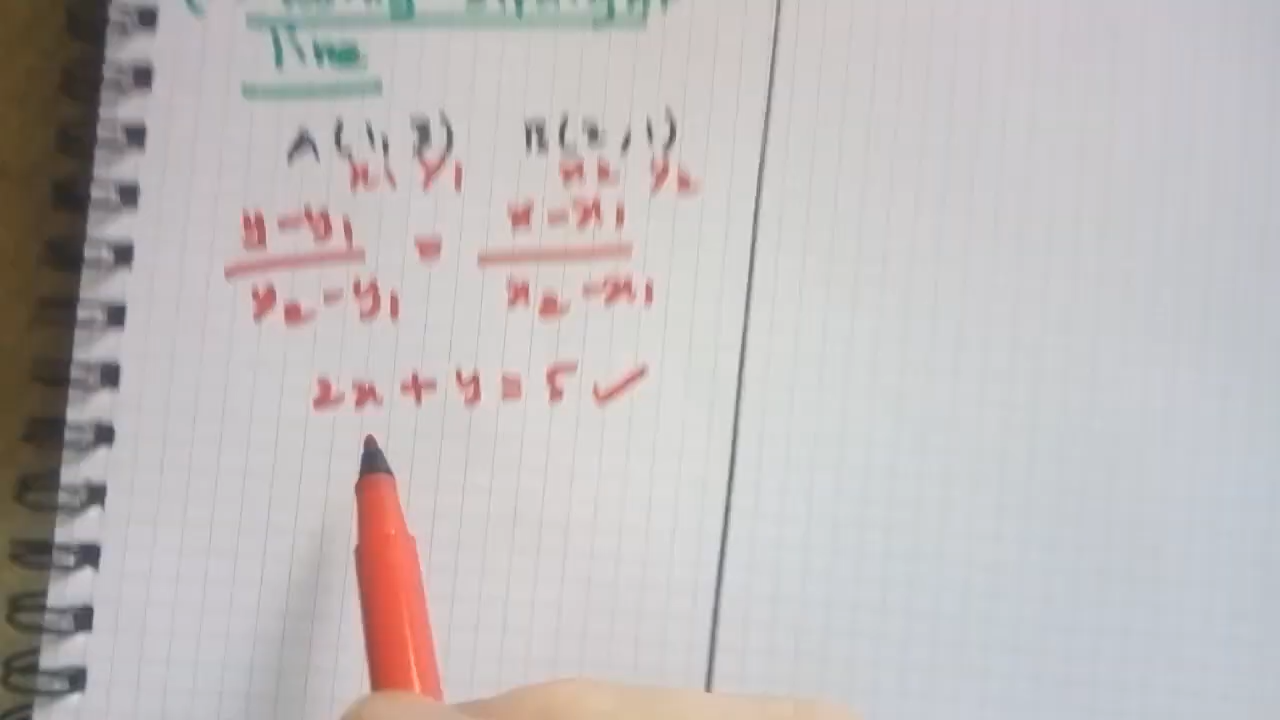 line
A(1, 3) B(2, 1)
x₁ y₁ x₂ y₂
y-y₁ = x-x₁
y₂-y₁ x₂-x₁
2x + y = 5 ✓